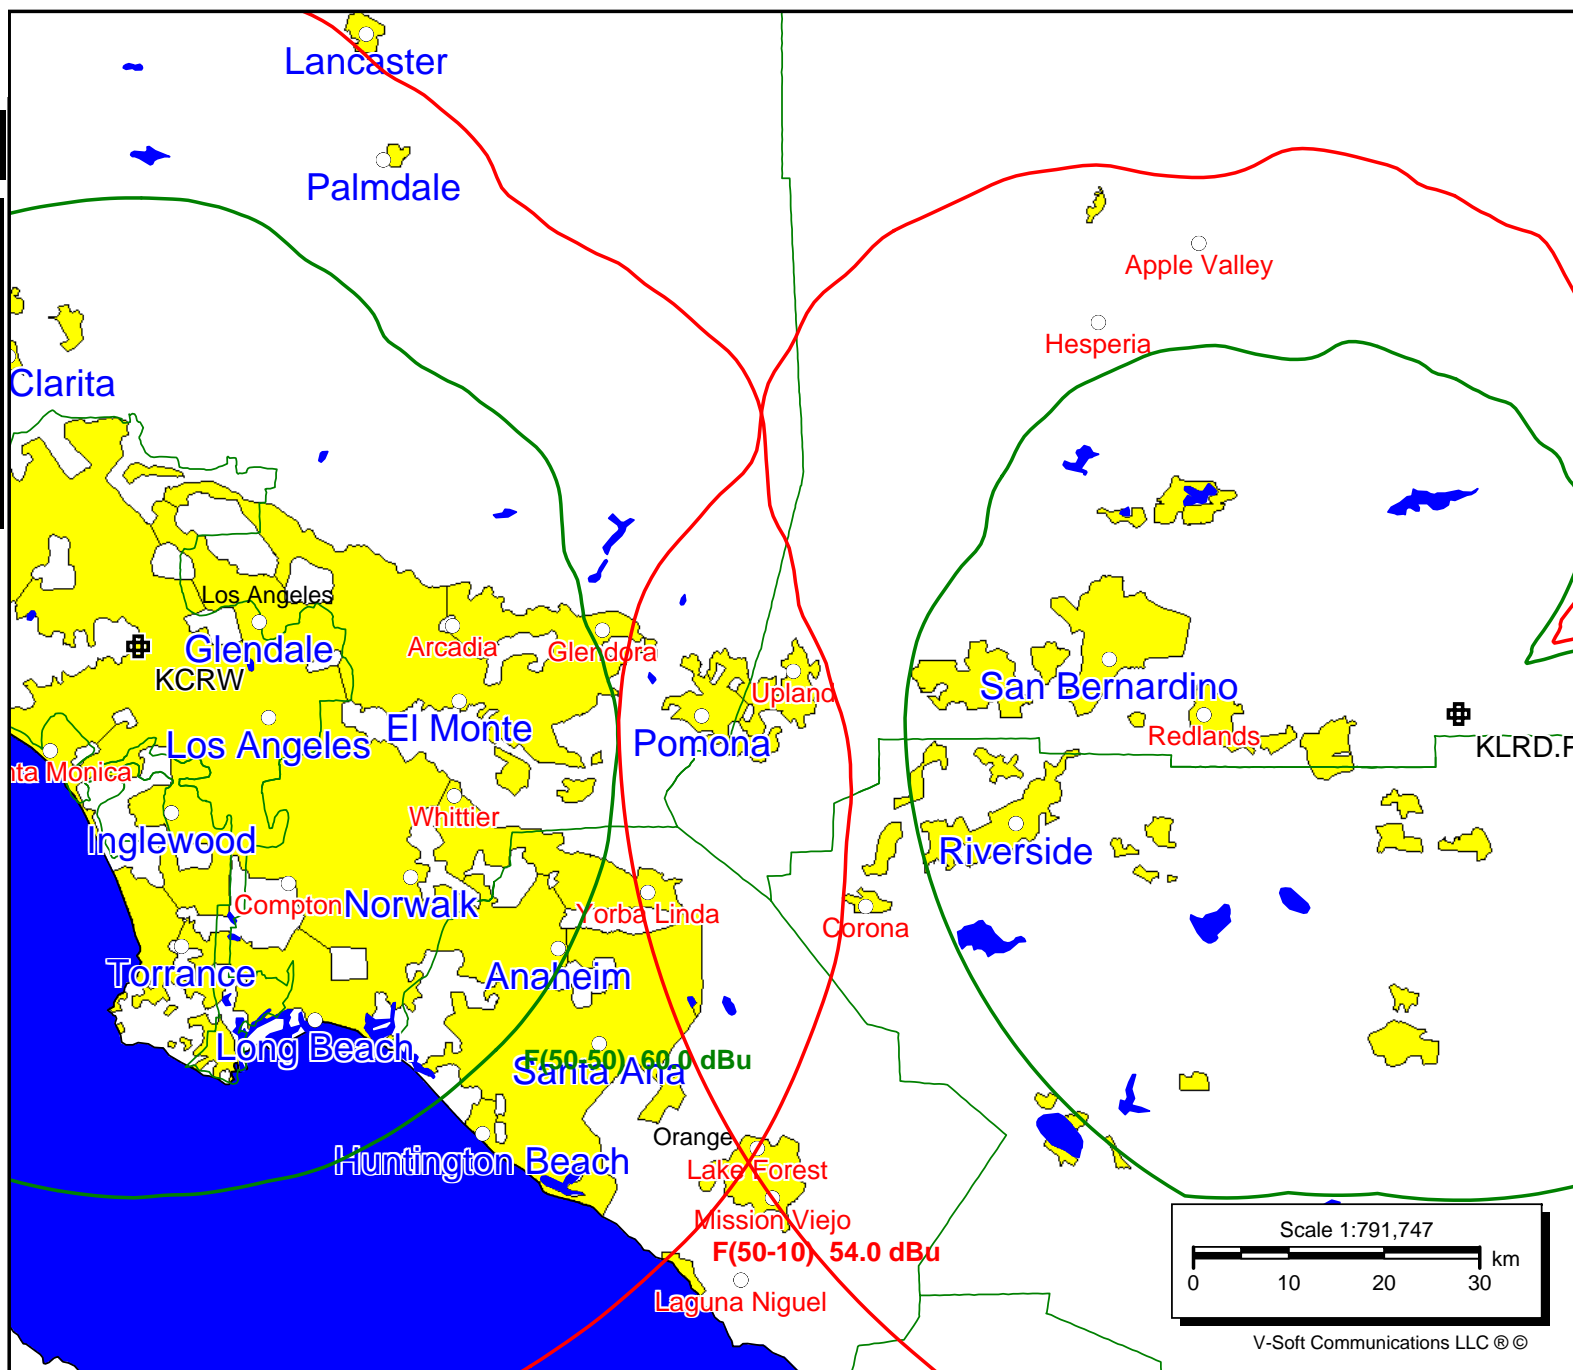 Lancaster
Palmdale
Apple Valley
Hesperia
Clarita
Los Angeles
Glendale
Arcadia
Glendora
KCRW
San Bernardino
Upland
El Monte
Pomona
Los Angeles
Redlands
KLRD.P
nta Monica
Whittier
Inglewood
Riverside
Compton
Norwalk
Yorba Linda
Corona
Torrance
Anaheim
Long Beach
F(50-50) 60.0 dBu
Santa Ana
Orange
Huntington Beach
Lake Forest
Mission Viejo
F(50-10) 54.0 dBu
Laguna Niguel
Scale 1:791,747
km
0 10 20 30
V-Soft Communications LLC ® ©